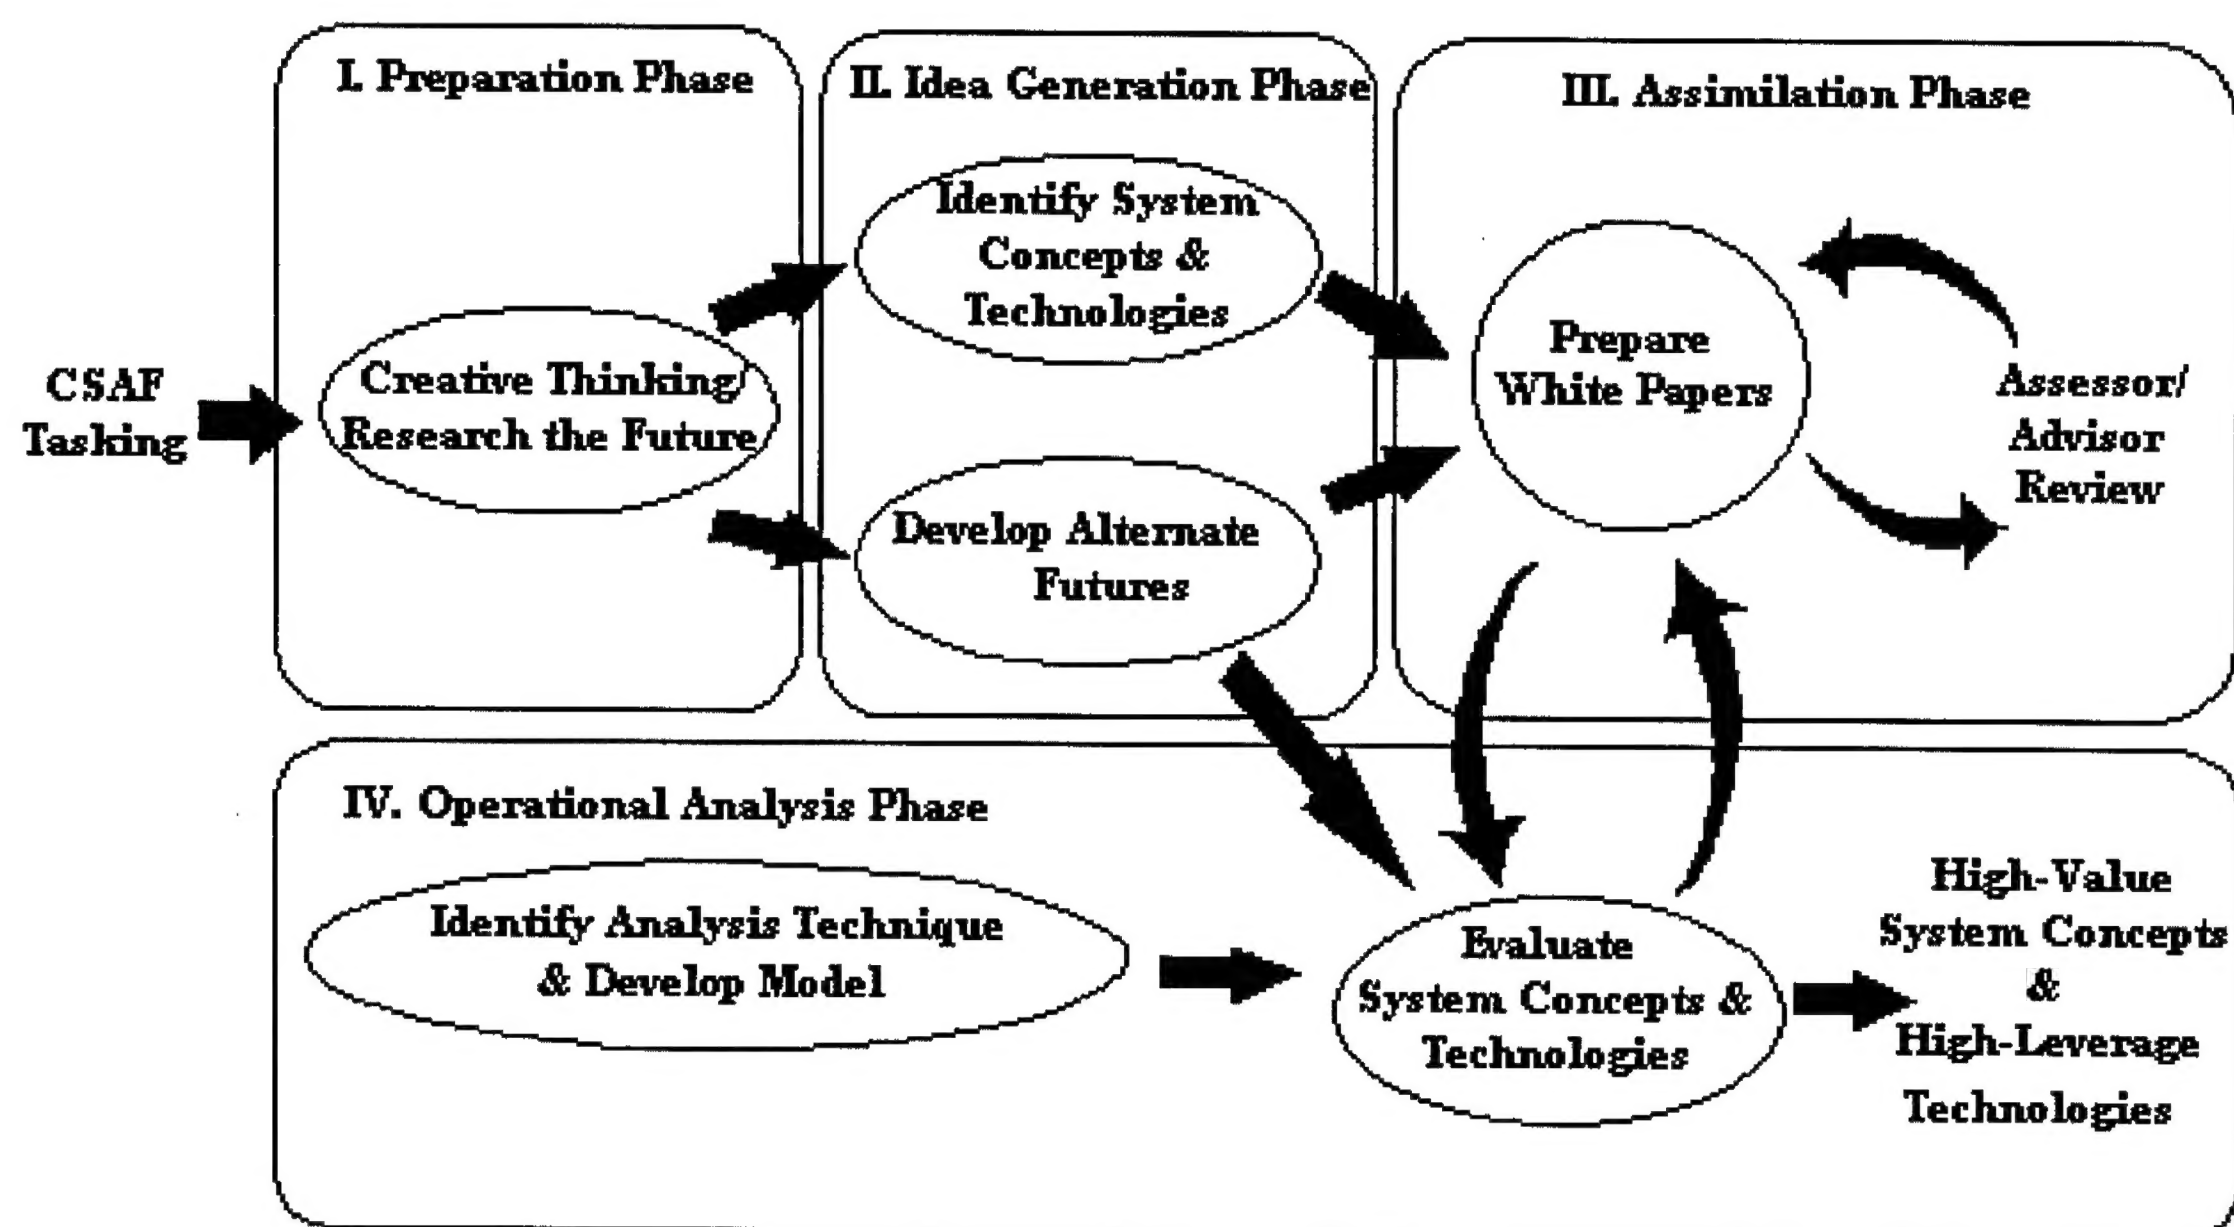 I. Preparation Phase
II. Idea Generation Phase
III. Assimilation Phase
CSAF
Tasking
Creative Thinking/
Research the Future
Identify System
Concepts &
Technologies
Develop Alternate
Futures
Prepare
White Papers
Assessor/
Advisor
Review
IV. Operational Analysis Phase
Identify Analysis Technique
& Develop Model
Evaluate
System Concepts &
Technologies
High-Value
System Concepts
&
High-Leverage
Technologies